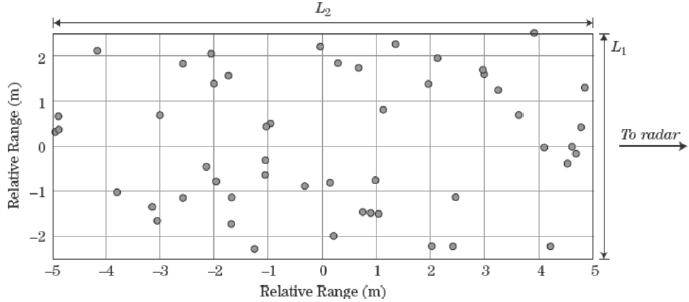 L₂
2
1
0
−1
−2
Relative Range (m)
L₁
To radar
−5 −4 −3 −2 −1 0 1 2 3 4 5
Relative Range (m)